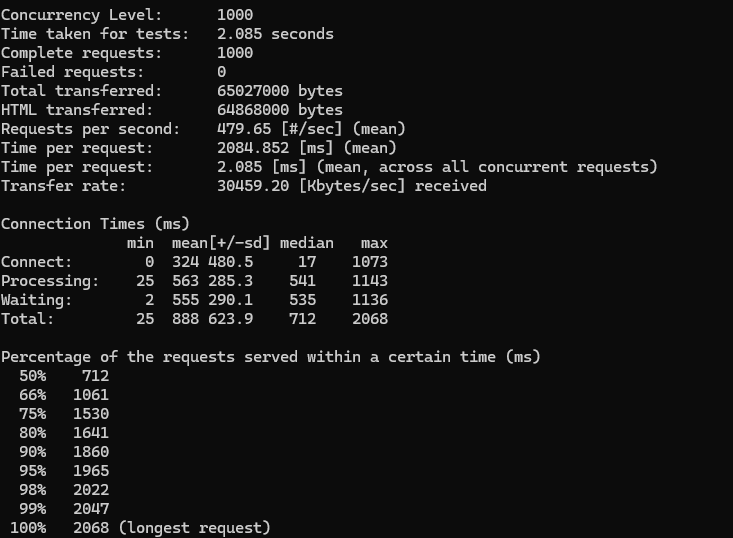 Concurrency Level:      1000
Time taken for tests:   2.085 seconds
Complete requests:      1000
Failed requests:        0
Total transferred:      65027000 bytes
HTML transferred:       64868000 bytes
Requests per second:    479.65 [#/sec] (mean)
Time per request:       2084.852 [ms] (mean)
Time per request:       2.085 [ms] (mean, across all concurrent requests)
Transfer rate:          30459.20 [Kbytes/sec] received

Connection Times (ms)
              min  mean[+/-sd] median   max
Connect:        0  324 480.5     17    1073
Processing:    25  563 285.3    541    1143
Waiting:        2  555 290.1    535    1136
Total:         25  888 623.9    712    2068

Percentage of the requests served within a certain time (ms)
  50%    712
  66%   1061
  75%   1530
  80%   1641
  90%   1860
  95%   1965
  98%   2022
  99%   2047
 100%   2068 (longest request)